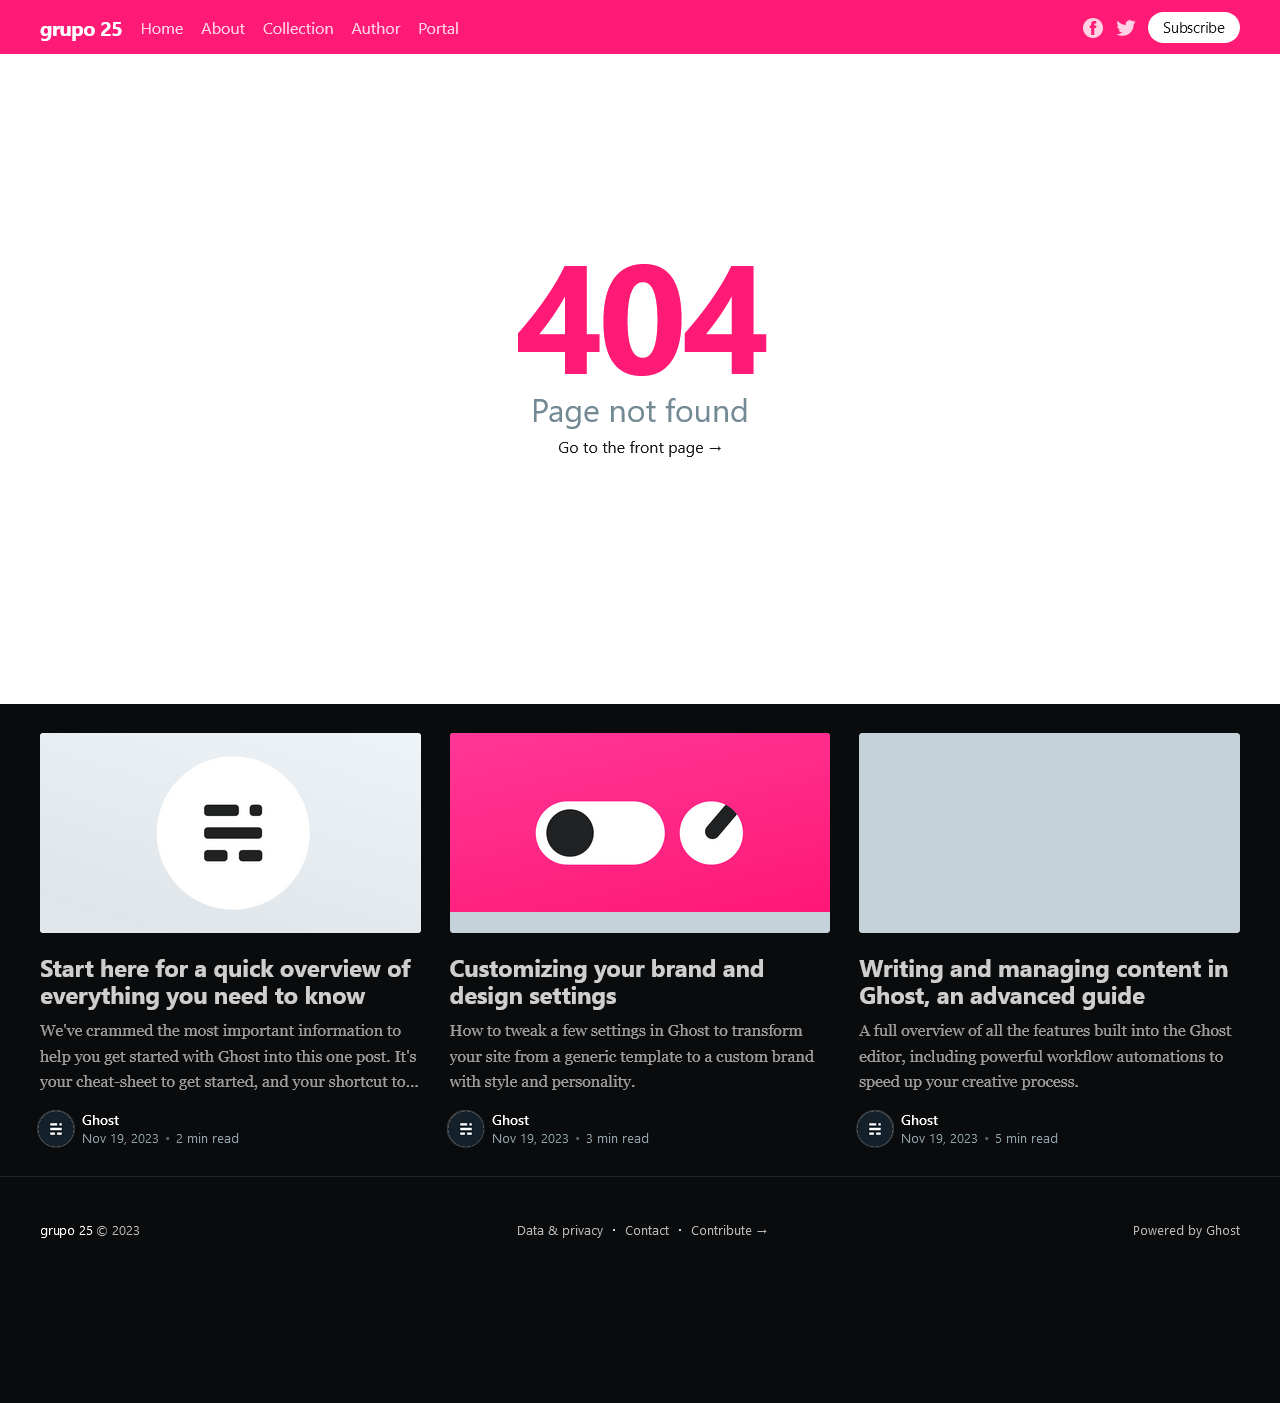 grupo 25 Home About Collection Author Portal Subscribe
404
Page not found
Go to the front page →
Start here for a quick overview of
everything you need to know
We've crammed the most important information to
help you get started with Ghost into this one post. It's
your cheat-sheet to get started, and your shortcut to...
Ghost
Nov 19, 2023 • 2 min read
Customizing your brand and
design settings
How to tweak a few settings in Ghost to transform
your site from a generic template to a custom brand
with style and personality.
Ghost
Nov 19, 2023 • 3 min read
Writing and managing content in
Ghost, an advanced guide
A full overview of all the features built into the Ghost
editor, including powerful workflow automations to
speed up your creative process.
Ghost
Nov 19, 2023 • 5 min read
grupo 25 © 2023
Data & privacy · Contact · Contribute →
Powered by Ghost